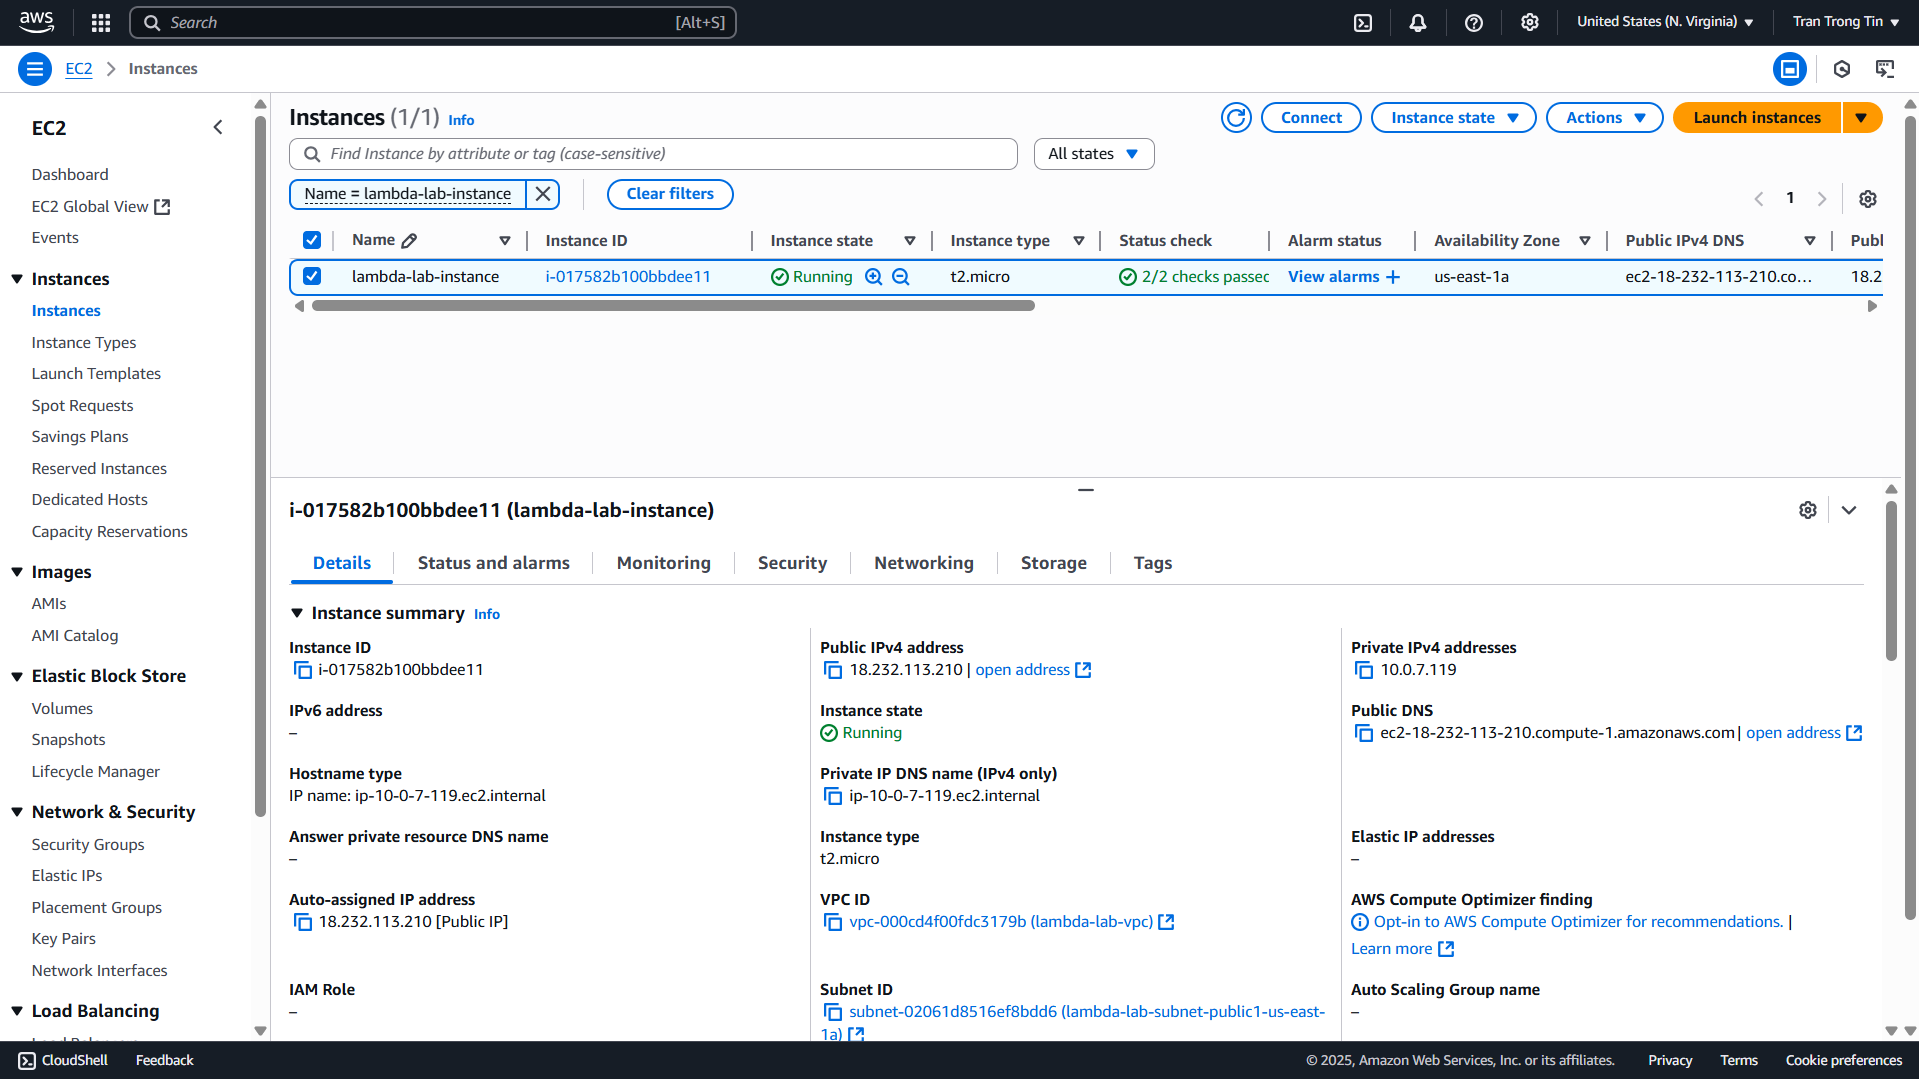 aws
Search [Alt+S]
United States (N. Virginia)
Tran Trong Tin
EC2
Instances
EC2
Dashboard
EC2 Global View
Events
Instances
Instances
Instance Types
Launch Templates
Spot Requests
Savings Plans
Reserved Instances
Dedicated Hosts
Capacity Reservations
Images
AMIs
AMI Catalog
Elastic Block Store
Volumes
Snapshots
Lifecycle Manager
Network & Security
Security Groups
Elastic IPs
Placement Groups
Key Pairs
Network Interfaces
Load Balancing
Instances (1/1) Info
Connect
Instance state
Actions
Launch instances
Find Instance by attribute or tag (case-sensitive)
All states
Name = lambda-lab-instance
Clear filters
1
Name Instance ID Instance state Instance type Status check Alarm status Availability Zone Public IPv4 DNS Publ
lambda-lab-instance i-017582b100bbdee11 Running t2.micro 2/2 checks passed View alarms + us-east-1a ec2-18-232-113-210.co... 18.2
i-017582b100bbdee11 (lambda-lab-instance)
Details Status and alarms Monitoring Security Networking Storage Tags
Instance summary Info
Instance ID
i-017582b100bbdee11
Public IPv4 address
18.232.113.210 | open address
Private IPv4 addresses
10.0.7.119
IPv6 address
–
Instance state
Running
Public DNS
ec2-18-232-113-210.compute-1.amazonaws.com | open address
Hostname type
IP name: ip-10-0-7-119.ec2.internal
Private IP DNS name (IPv4 only)
ip-10-0-7-119.ec2.internal
Answer private resource DNS name
–
Instance type
t2.micro
Elastic IP addresses
–
Auto-assigned IP address
18.232.113.210 [Public IP]
VPC ID
vpc-000cd4f00fdc3179b (lambda-lab-vpc)
AWS Compute Optimizer finding
Opt-in to AWS Compute Optimizer for recommendations. |
Learn more
IAM Role
–
Subnet ID
subnet-02061d8516ef8bdd6 (lambda-lab-subnet-public1-us-east-
1a)
Auto Scaling Group name
–
CloudShell
Feedback
© 2025, Amazon Web Services, Inc. or its affiliates.
Privacy
Terms
Cookie preferences